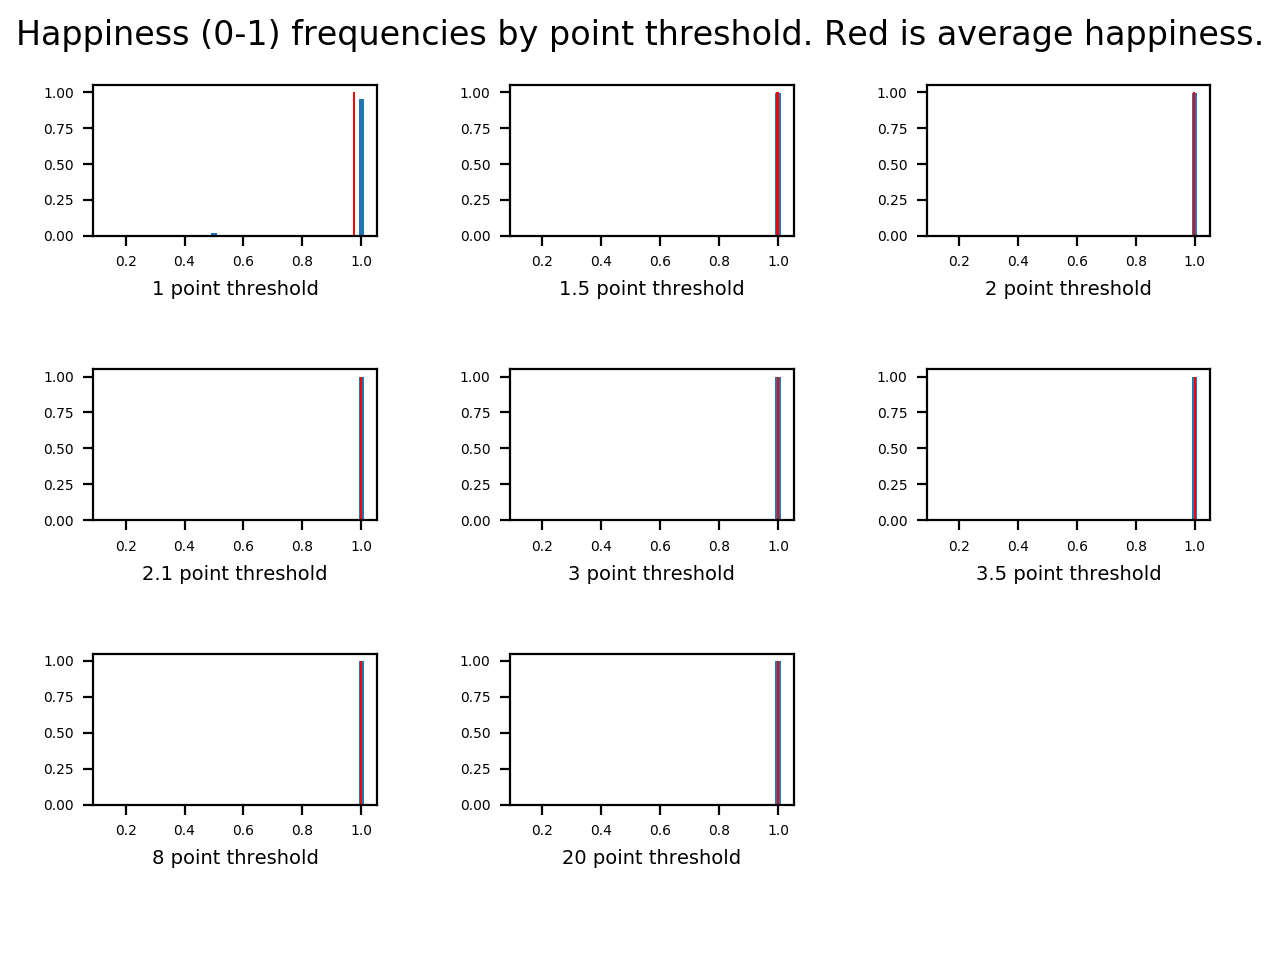 Happiness (0-1) frequencies by point threshold. Red is average happiness.
1.00 1.00 1.00
0.75 0.75 0.75
0.50 0.50 0.50
0.25 0.25 0.25
0.00 0.00 0.00
0.2 0.4 0.6 0.8 1.0 0.2 0.4 0.6 0.8 1.0 0.2 0.4 0.6 0.8 1.0
1 point threshold 1.5 point threshold 2 point threshold
1.00 1.00 1.00
0.75 0.75 0.75
0.50 0.50 0.50
0.25 0.25 0.25
0.00 0.00 0.00
0.2 0.4 0.6 0.8 1.0 0.2 0.4 0.6 0.8 1.0 0.2 0.4 0.6 0.8 1.0
2.1 point threshold 3 point threshold 3.5 point threshold
1.00 1.00
0.75 0.75
0.50 0.50
0.25 0.25
0.00 0.00
0.2 0.4 0.6 0.8 1.0 0.2 0.4 0.6 0.8 1.0
8 point threshold 20 point threshold